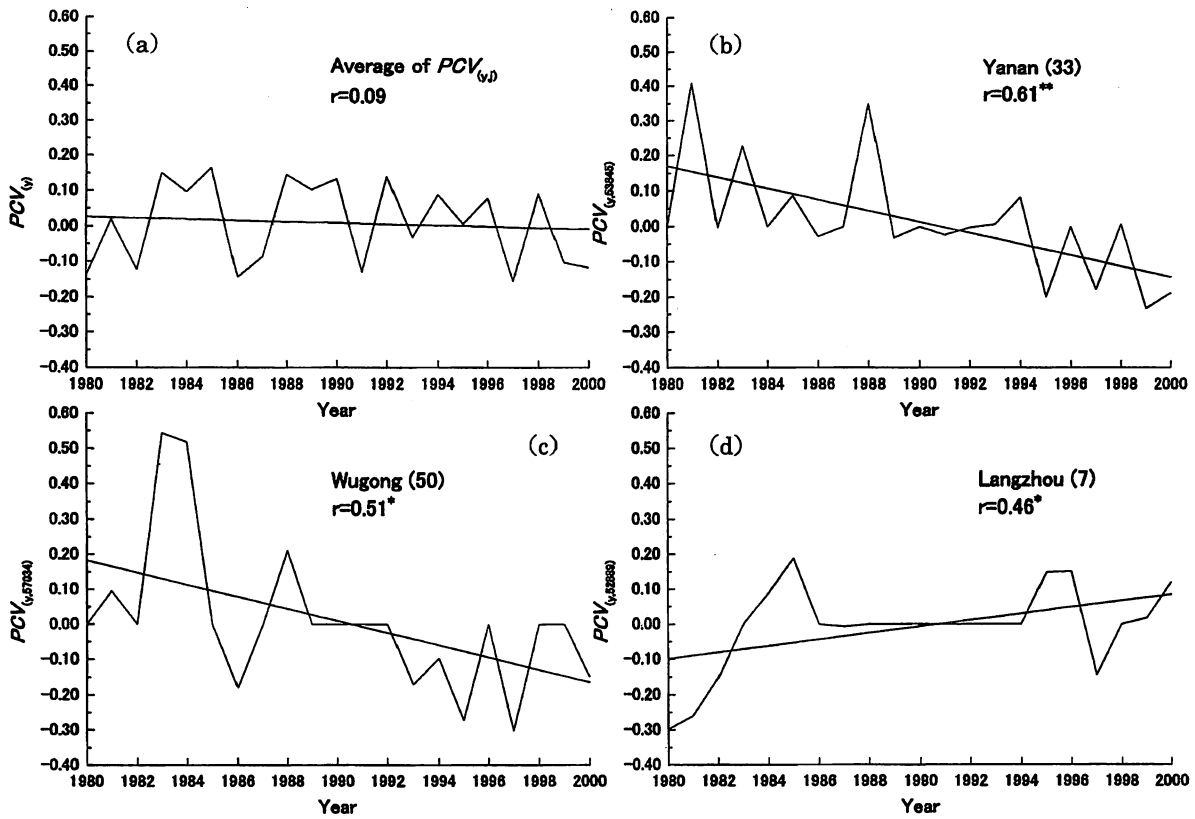 (a)
Average of PCV(y,j)
r=0.09
PCV(y)
0.60
0.50
0.40
0.30
0.20
0.10
0.00
−0.10
−0.20
−0.30
−0.40
1980 1982 1984 1986 1988 1990 1992 1994 1996 1998 2000
Year
(b)
Yanan (33)
r=0.61**
PCV(y,53845)
0.60
0.50
0.40
0.30
0.20
0.10
0.00
−0.10
−0.20
−0.30
−0.40
1980 1982 1984 1986 1988 1990 1992 1994 1996 1998 2000
Year
(c)
Wugong (50)
r=0.51*
PCV(y,57034)
0.60
0.50
0.40
0.30
0.20
0.10
0.00
−0.10
−0.20
−0.30
−0.40
1980 1982 1984 1986 1988 1990 1992 1994 1996 1998 2000
Year
(d)
Langzhou (7)
r=0.46*
PCV(y,52889)
0.60
0.50
0.40
0.30
0.20
0.10
0.00
−0.10
−0.20
−0.30
−0.40
1980 1982 1984 1986 1988 1990 1992 1994 1996 1998 2000
Year